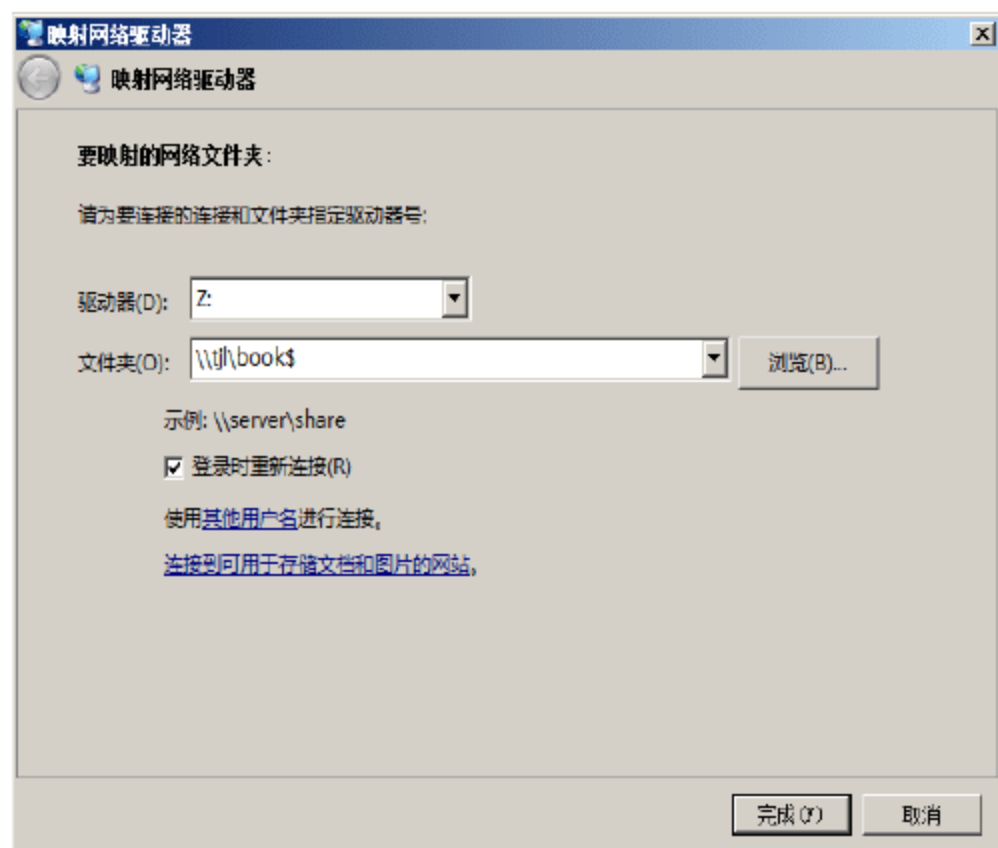 映射网络驱动器
映射网络驱动器
要映射的网络文件夹:
请为要连接的连接和文件夹指定驱动器号:
驱动器(D): Z:
文件夹(O): \\tjl\book$ 浏览(B)...
示例: \\server\share
登录时重新连接(R)
使用其他用户名进行连接。
连接到可用于存储文档和图片的网站。
完成(F) 取消